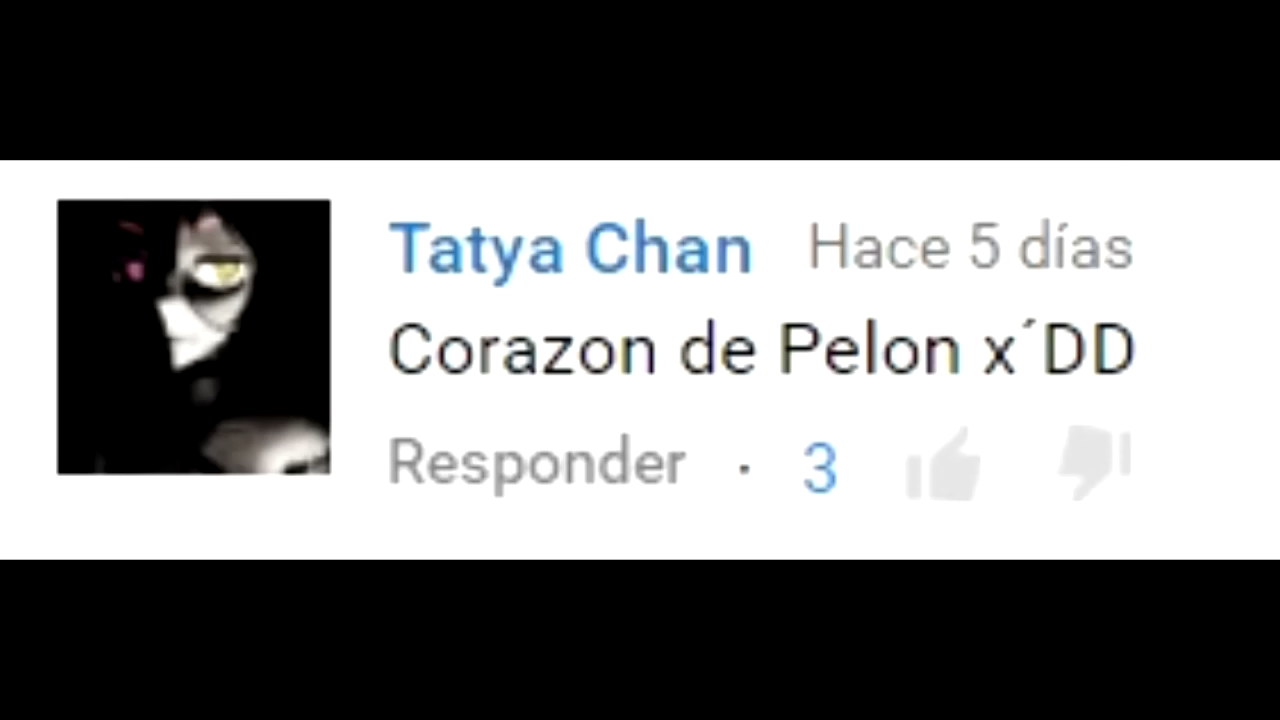 Tatya Chan Hace 5 días
Corazon de Pelon x´DD
Responder · 3